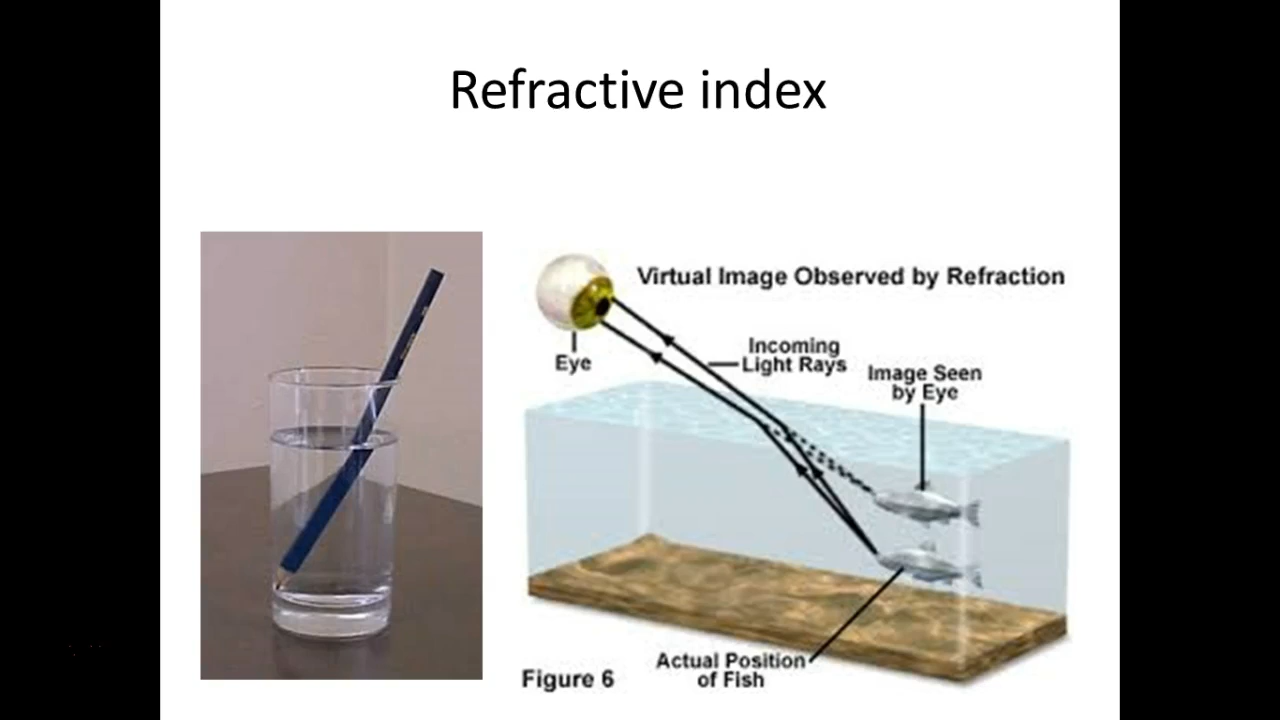 Refractive index
Virtual Image Observed by Refraction
Eye
Incoming
Light Rays
Image Seen
by Eye
Actual Position
of Fish
Figure 6